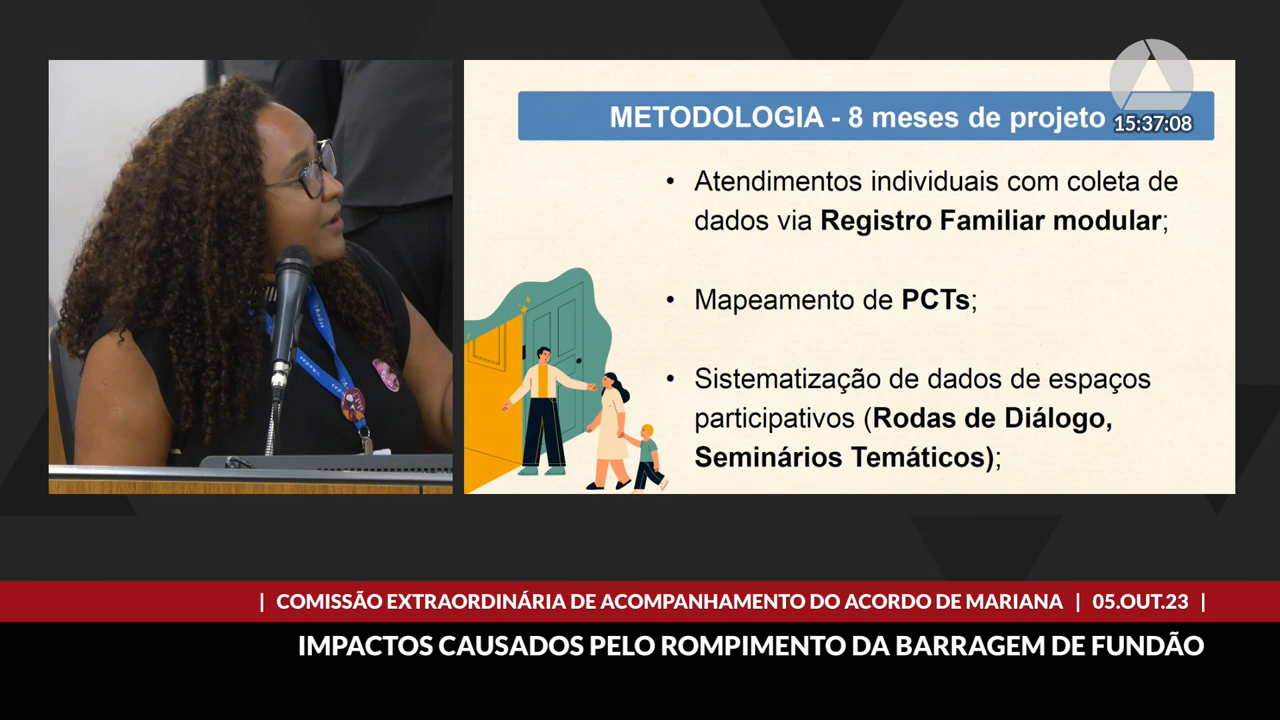 METODOLOGIA - 8 meses de projeto
15:37:08
• Atendimentos individuais com coleta de
dados via Registro Familiar modular;
• Mapeamento de PCTs;
• Sistematização de dados de espaços
participativos (Rodas de Diálogo,
Seminários Temáticos);
Aedas
| COMISSÃO EXTRAORDINÁRIA DE ACOMPANHAMENTO DO ACORDO DE MARIANA | 05.OUT.23 |
IMPACTOS CAUSADOS PELO ROMPIMENTO DA BARRAGEM DE FUNDÃO